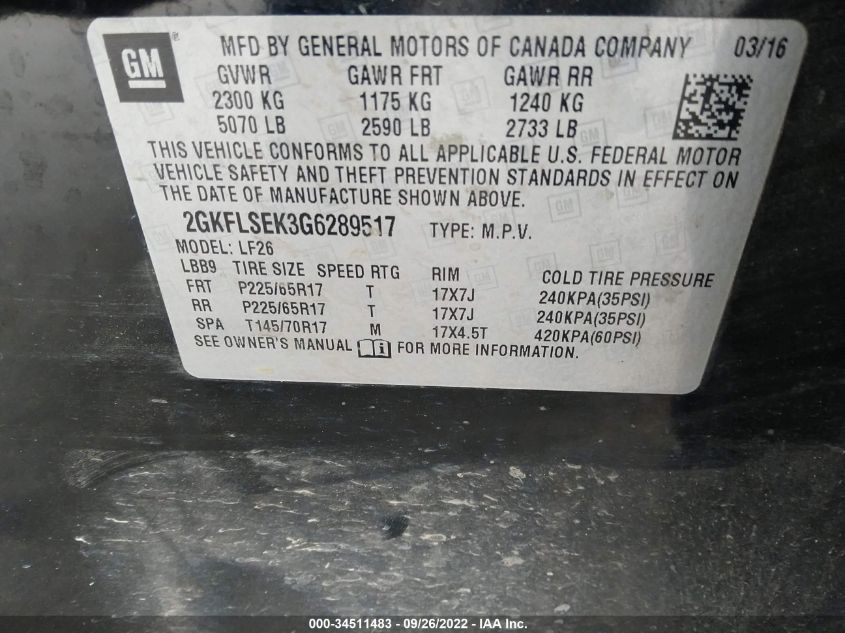 GM ® MFD BY GENERAL MOTORS OF CANADA COMPANY 03/16
GVWR GAWR FRT GAWR RR
2300 KG 1175 KG 1240 KG
5070 LB 2590 LB 2733 LB
THIS VEHICLE CONFORMS TO ALL APPLICABLE U.S. FEDERAL MOTOR
VEHICLE SAFETY AND THEFT PREVENTION STANDARDS IN EFFECT ON
THE DATE OF MANUFACTURE SHOWN ABOVE.
2GKFLSEK3G6289517 TYPE: M.P.V.
MODEL: LF26
LBB9 TIRE SIZE SPEED RTG RIM COLD TIRE PRESSURE
FRT P225/65R17 T 17X7J 240KPA(35PSI)
RR P225/65R17 T 17X7J 240KPA(35PSI)
SPA T145/70R17 M 17X4.5T 420KPA(60PSI)
SEE OWNER'S MANUAL FOR MORE INFORMATION.
000-34511483 - 09/26/2022 - IAA Inc.